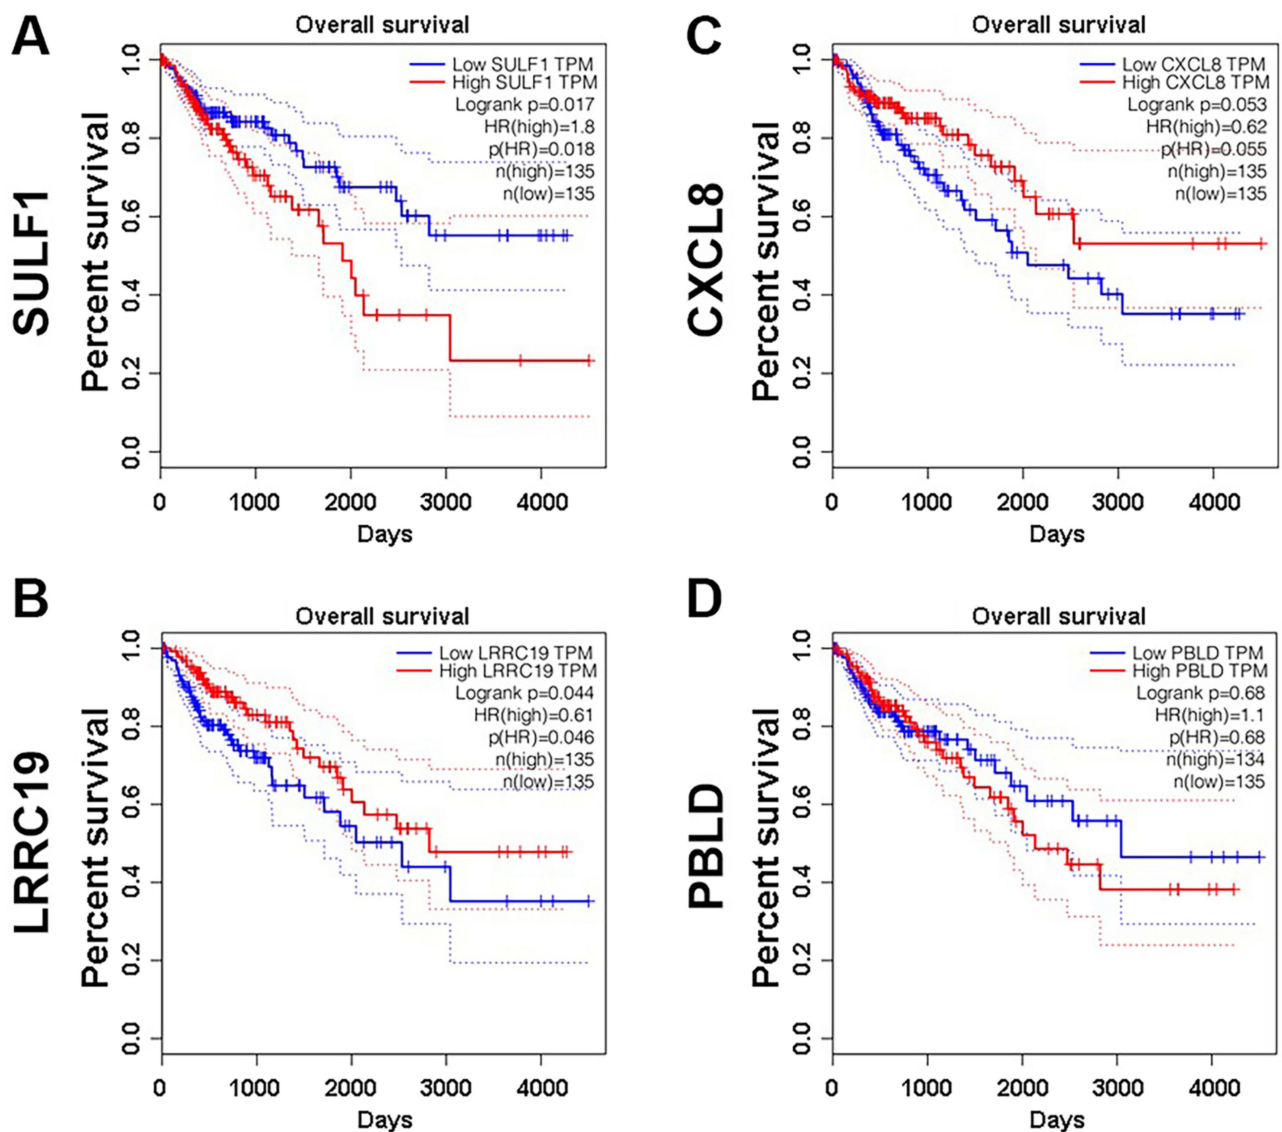 A
SULF1
Overall survival
Low SULF1 TPM
High SULF1 TPM
Logrank p=0.017
HR(high)=1.8
p(HR)=0.018
n(high)=135
n(low)=135
Percent survival
1.0
0.8
0.6
0.4
0.2
0.0
0 1000 2000 3000 4000
Days
B
LRRC19
Overall survival
Low LRRC19 TPM
High LRRC19 TPM
Logrank p=0.044
HR(high)=0.61
p(HR)=0.046
n(high)=135
n(low)=135
Percent survival
1.0
0.8
0.6
0.4
0.2
0.0
0 1000 2000 3000 4000
Days
C
CXCL8
Overall survival
Low CXCL8 TPM
High CXCL8 TPM
Logrank p=0.053
HR(high)=0.62
p(HR)=0.055
n(high)=135
n(low)=135
Percent survival
1.0
0.8
0.6
0.4
0.2
0.0
0 1000 2000 3000 4000
Days
D
PBLD
Overall survival
Low PBLD TPM
High PBLD TPM
Logrank p=0.68
HR(high)=1.1
p(HR)=0.68
n(high)=134
n(low)=135
Percent survival
1.0
0.8
0.6
0.4
0.2
0.0
0 1000 2000 3000 4000
Days